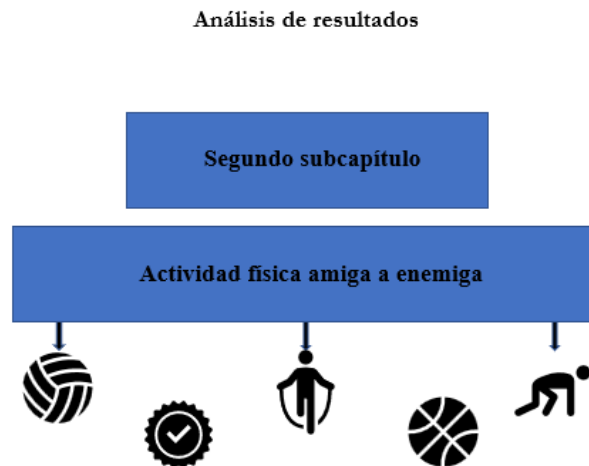 Análisis de resultados
Segundo subcapítulo
Actividad física amiga a enemiga